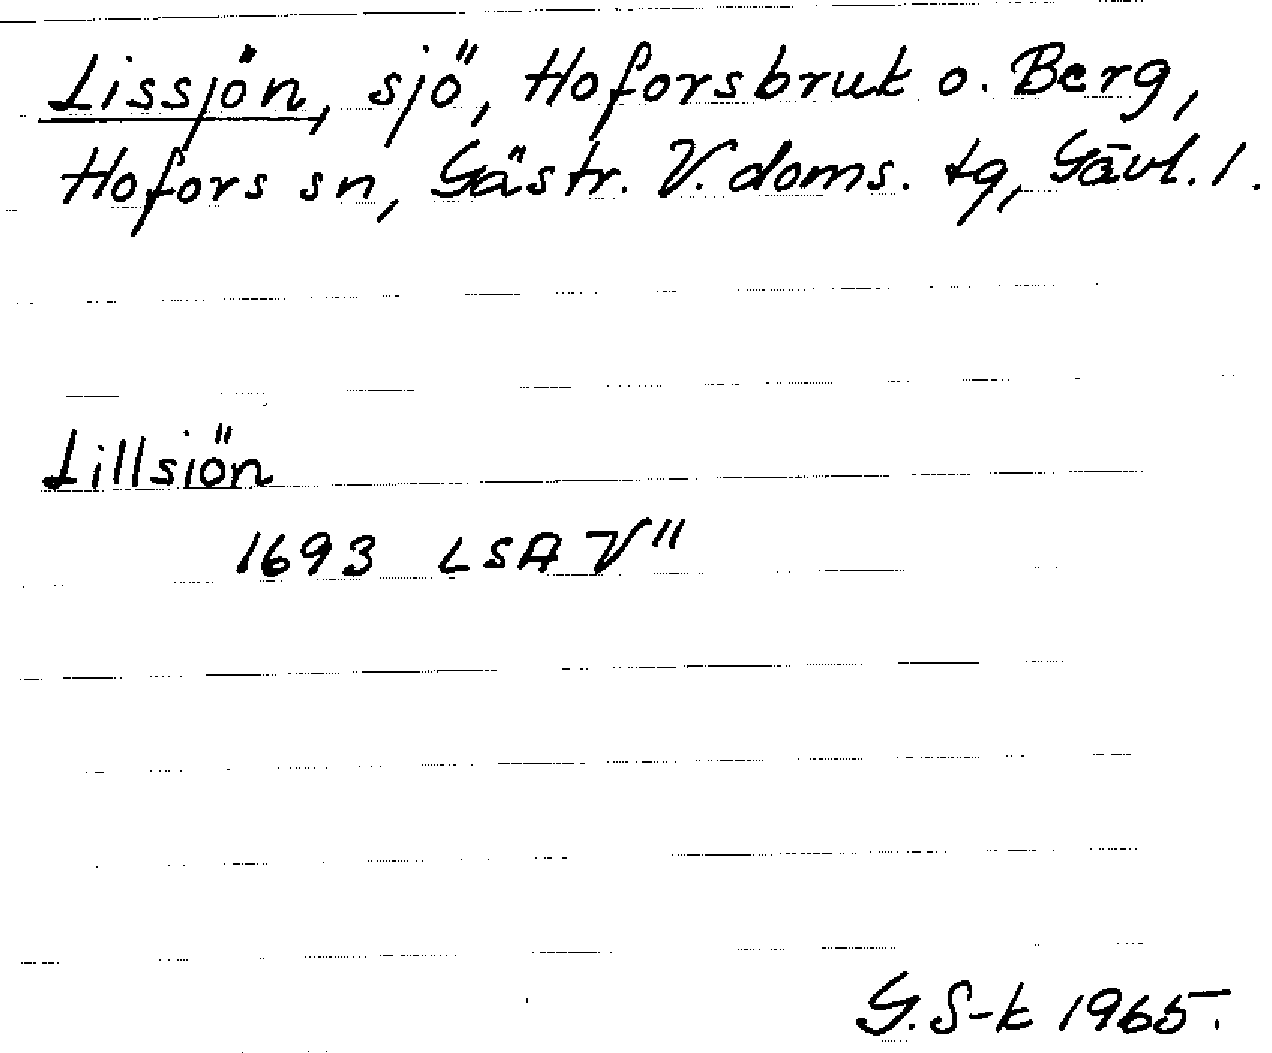 Lissjön, sjö, Hoforsbruk o. Berg,
Hofors sn, Gästr. V. doms. tg, Gävl. l.
Lillsiön
1693 LSA V"
G. S-k 1965.